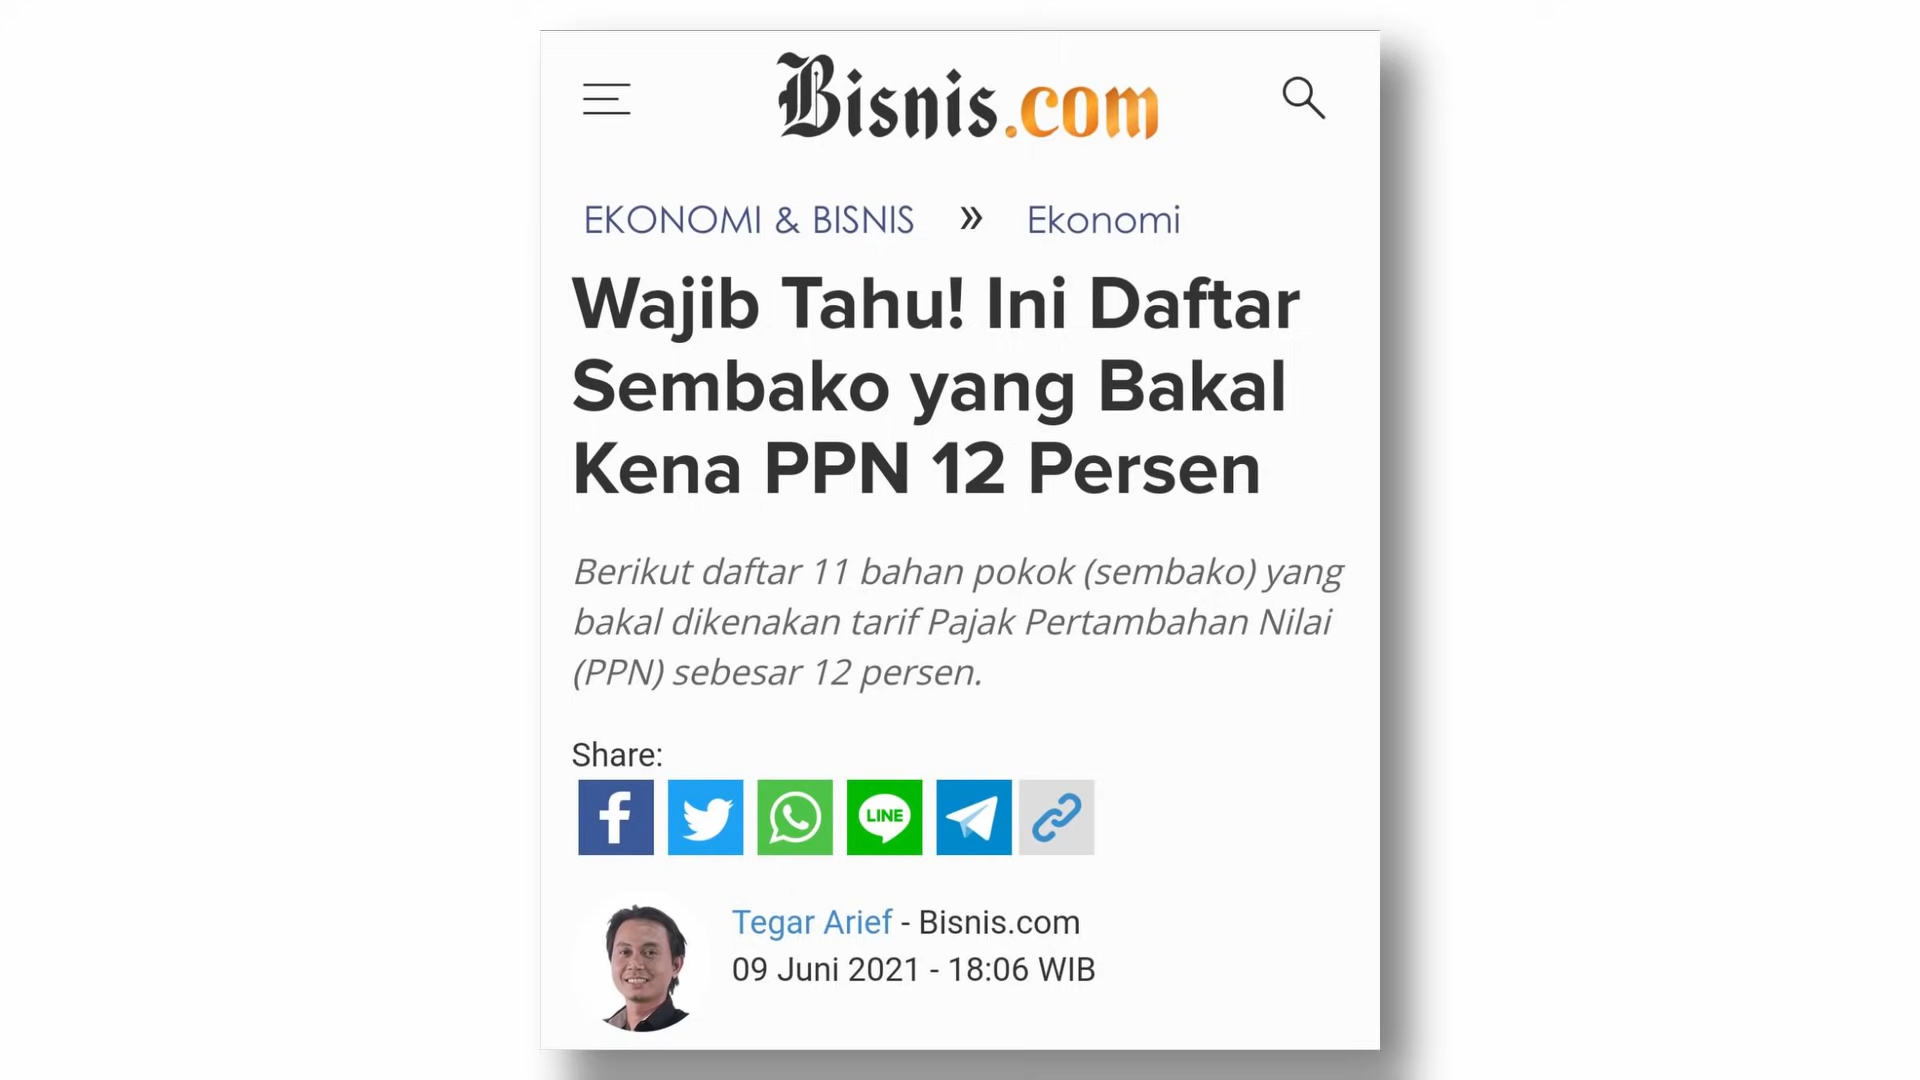 Bisnis.com
EKONOMI & BISNIS » Ekonomi
Wajib Tahu! Ini Daftar
Sembako yang Bakal
Kena PPN 12 Persen
Berikut daftar 11 bahan pokok (sembako) yang
bakal dikenakan tarif Pajak Pertambahan Nilai
(PPN) sebesar 12 persen.
Share:
LINE
Tegar Arief - Bisnis.com
09 Juni 2021 - 18:06 WIB